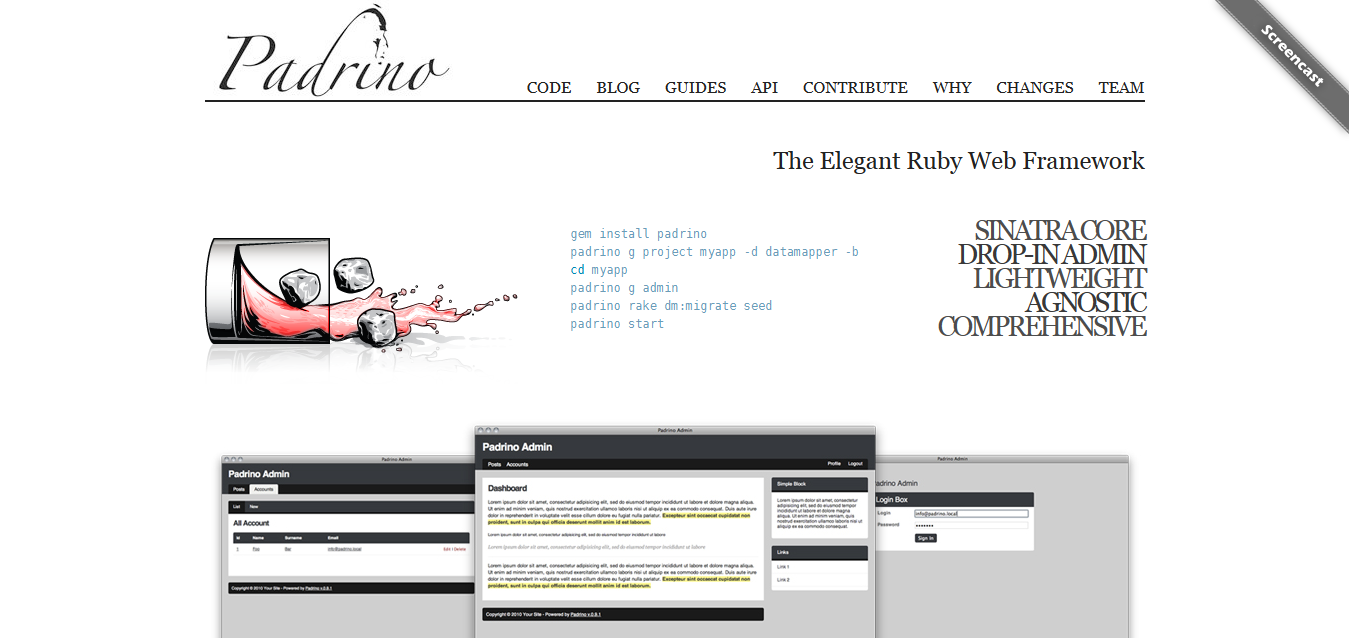 Padrino
Screencast
CODE BLOG GUIDES API CONTRIBUTE WHY CHANGES TEAM
The Elegant Ruby Web Framework
gem install padrino
padrino g project myapp -d datamapper -b
cd myapp
padrino g admin
padrino rake dm:migrate seed
padrino start
SINATRA CORE
DROP-IN ADMIN
LIGHTWEIGHT
AGNOSTIC
COMPREHENSIVE
Padrino Admin
Padrino Admin
Posts Accounts
List New
All Account
Id Name Surname Email
1 Foo Bar info@padrino.local Edit | Delete
Copyright © 2010 Your Site - Powered by Padrino v.0.9.1
Padrino Admin
Padrino Admin
Posts Accounts Profile Logout
Dashboard
Lorem ipsum dolor sit amet, consectetur adipisicing elit, sed do eiusmod tempor incididunt ut labore et dolore magna aliqua.
Ut enim ad minim veniam, quis nostrud exercitation ullamco laboris nisi ut aliquip ex ea commodo consequat. Duis aute irure
dolor in reprehenderit in voluptate velit esse cillum dolore eu fugiat nulla pariatur. Excepteur sint occaecat cupidatat non
proident, sunt in culpa qui officia deserunt mollit anim id est laborum.
Lorem ipsum dolor sit amet, consectetur adipisicing elit, sed do eiusmod tempor incididunt ut labore
Lorem ipsum dolor sit amet, consectetur adipisicing elit, sed do eiusmod tempor incididunt ut labore
Lorem ipsum dolor sit amet, consectetur adipisicing elit, sed do eiusmod tempor incididunt ut labore et dolore magna aliqua.
Ut enim ad minim veniam, quis nostrud exercitation ullamco laboris nisi ut aliquip ex ea commodo consequat. Duis aute irure
dolor in reprehenderit in voluptate velit esse cillum dolore eu fugiat nulla pariatur. Excepteur sint occaecat cupidatat non
proident, sunt in culpa qui officia deserunt mollit anim id est laborum.
Simple Block
Lorem ipsum dolor sit amet, consectetur adipisicing elit, sed do eiusmod tempor incididunt ut labore et dolore magna aliqua. Ut enim ad minim veniam, quis nostrud exercitation ullamco laboris nisi ut aliquip ex ea commodo consequat.
Links
Link 1
Link 2
Copyright © 2010 Your Site - Powered by Padrino v.0.9.1
Padrino Admin
adrino Admin
Login Box
Login info@padrino.local
Password
Sign In